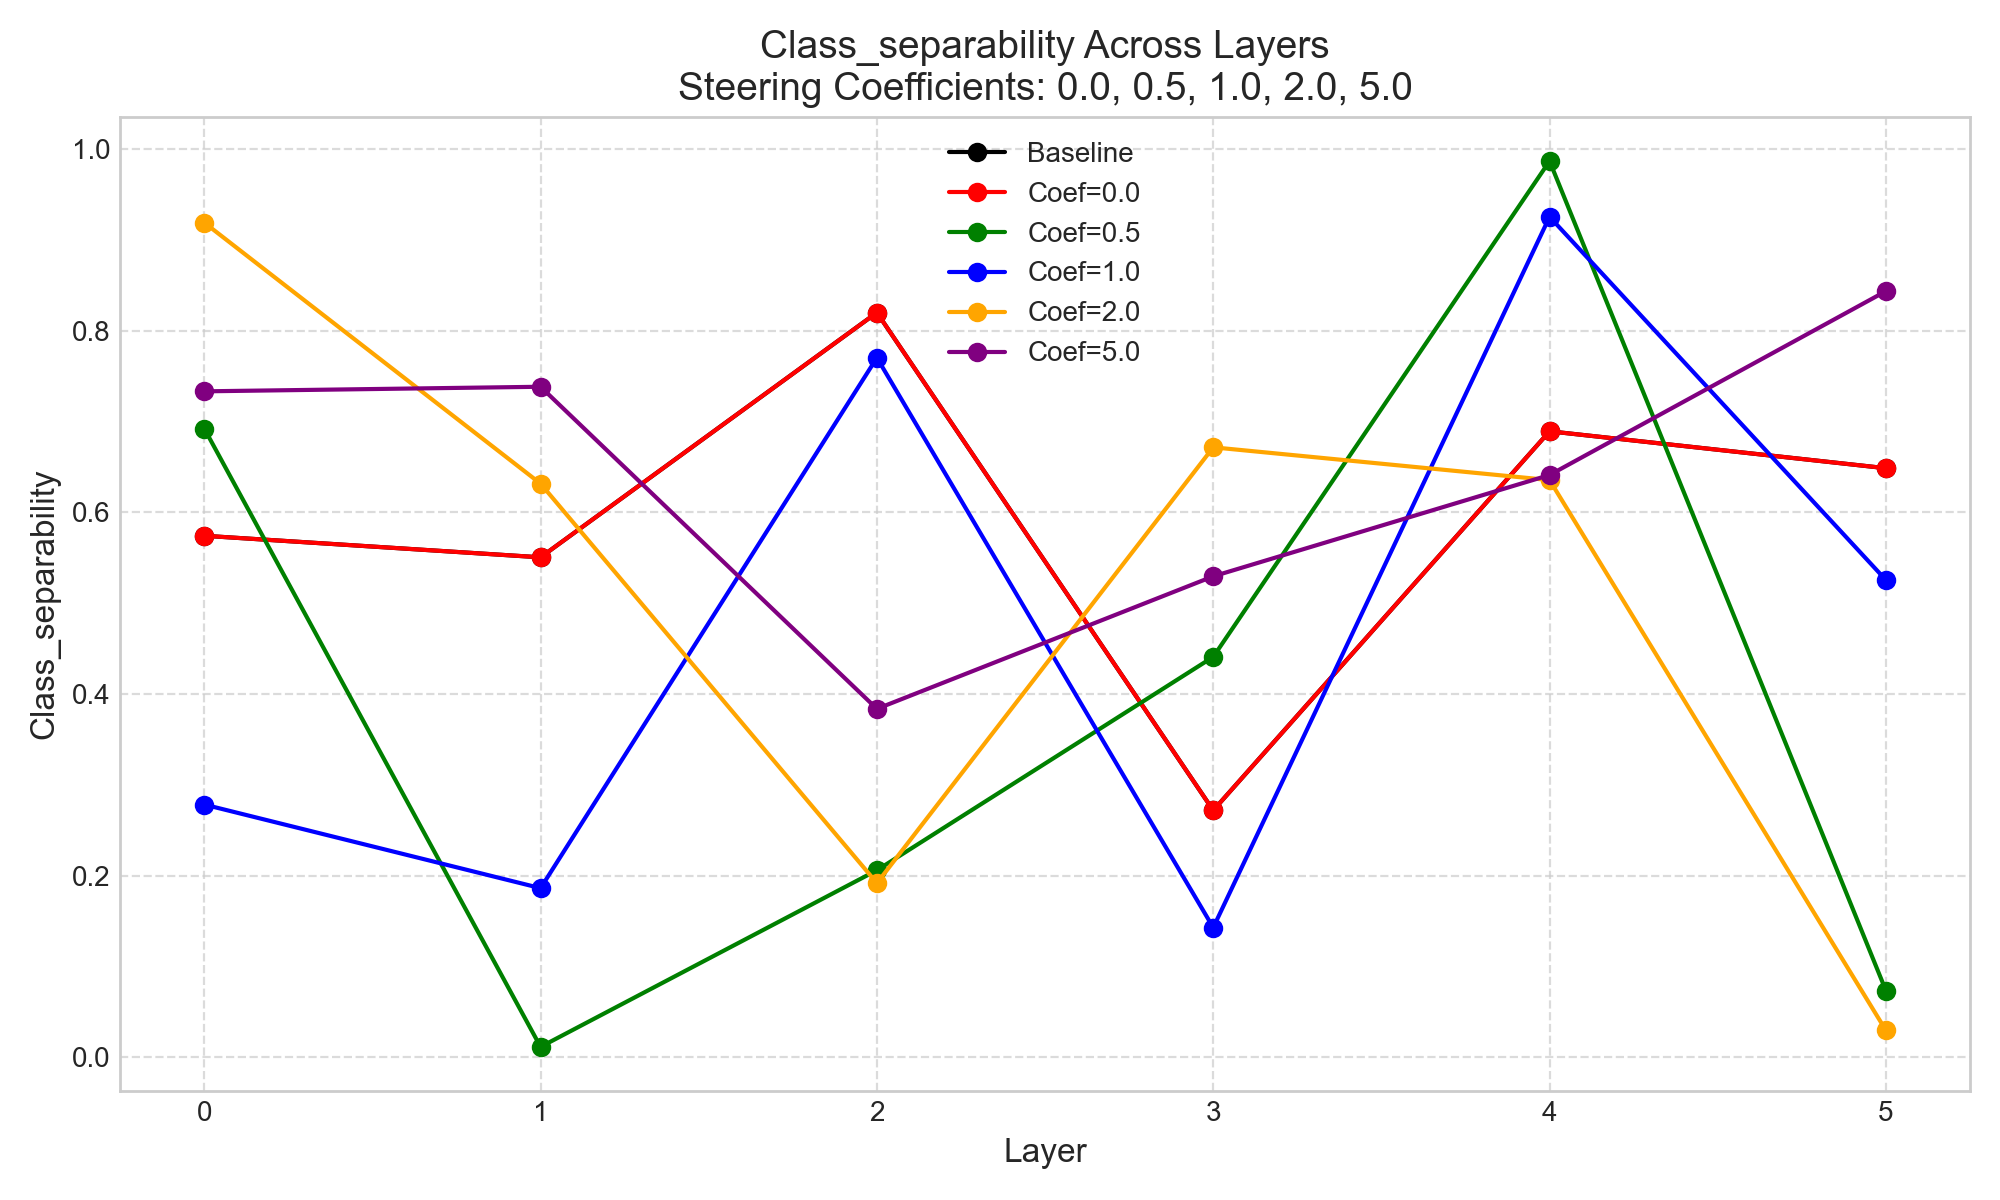 Class_separability Across Layers
Steering Coefficients: 0.0, 0.5, 1.0, 2.0, 5.0
Class_separability
1.0
0.8
0.6
0.4
0.2
0.0
Baseline
Coef=0.0
Coef=0.5
Coef=1.0
Coef=2.0
Coef=5.0
0 1 2 3 4 5
Layer